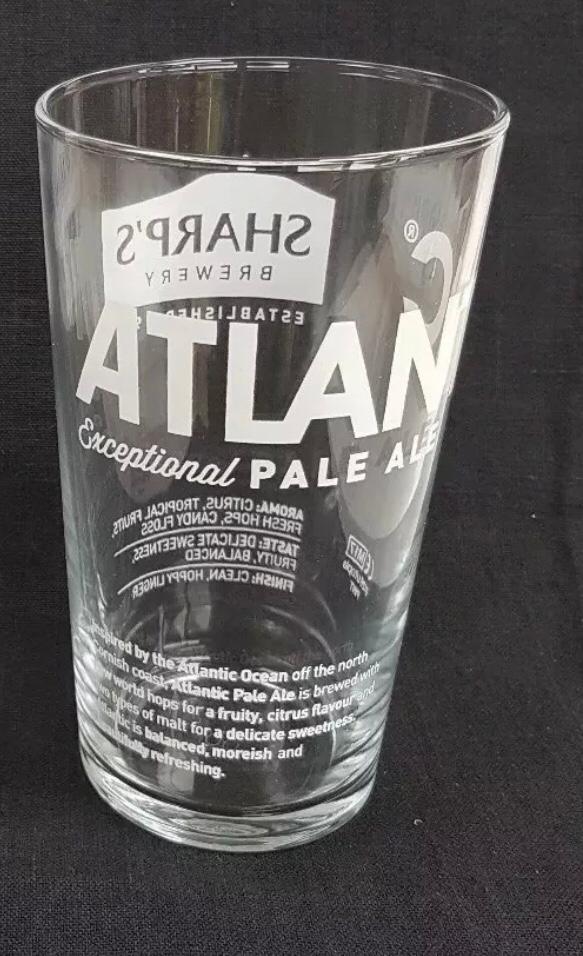 SHARP'S
BREWERY
ESTABLISHED
®
ATLAN
Exceptional PALE ALE
AROMA: CITRUS, TROPICAL FRUITS,
FRESH HOPS, CANDY FLOSS
TASTE: DELICATE SWEETNESS,
FRUITY, BALANCED
FINISH: CLEAN, HOPPY LINGER
M17
PINT
Inspired by the Atlantic Ocean off the north
Cornish coast, Atlantic Pale Ale is brewed with
new world hops for a fruity, citrus flavour and
two types of malt for a delicate sweetness.
Atlantic is balanced, moreish and
beautifully refreshing.